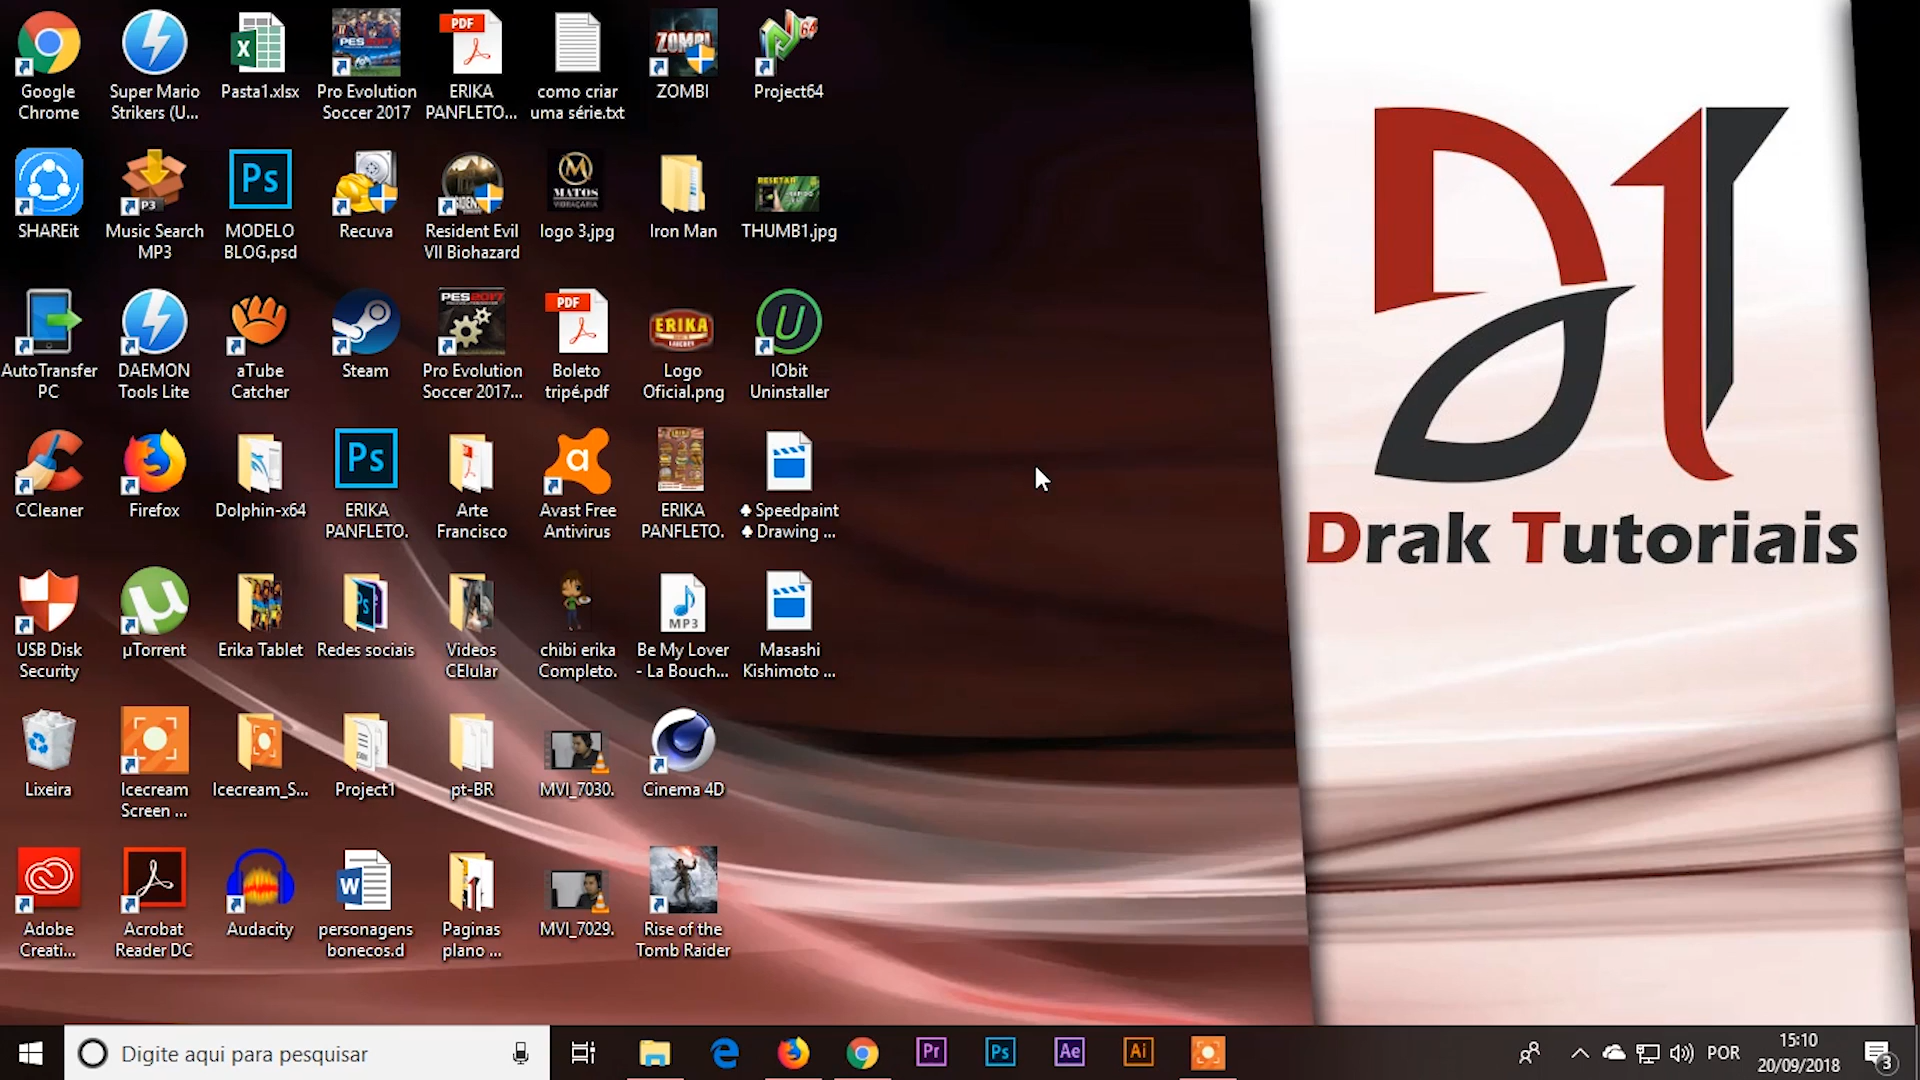 Google
Chrome
Super Mario
Strikers (U...
Pasta1.xlsx
Pro Evolution
Soccer 2017
ERIKA
PANFLETO...
como criar
uma série.txt
ZOMBI
Project64
SHAREit
Music Search
MP3
MODELO
BLOG.psd
Recuva
Resident Evil
VII Biohazard
logo 3.jpg
Iron Man
THUMB1.jpg
AutoTransfer
PC
DAEMON
Tools Lite
aTube
Catcher
Steam
Pro Evolution
Soccer 2017...
Boleto
tripé.pdf
Logo
Oficial.png
IObit
Uninstaller
CCleaner
Firefox
Dolphin-x64
ERIKA
PANFLETO.
Arte
Francisco
Avast Free
Antivirus
ERIKA
PANFLETO.
♣ Speedpaint
♣ Drawing ...
USB Disk
Security
µTorrent
Erika Tablet
Redes sociais
Videos
CElular
chibi erika
Completo.
Be My Lover
- La Bouch...
Masashi
Kishimoto ...
Lixeira
Icecream
Screen ...
Icecream_S...
Project1
pt-BR
MVI_7030.
Cinema 4D
Adobe
Creati...
Acrobat
Reader DC
Audacity
personagens
bonecos.d
Paginas
plano ...
MVI_7029.
Rise of the
Tomb Raider
Drak Tutoriais
Digite aqui para pesquisar
Pr
Ps
Ae
Ai
POR
15:10
20/09/2018
3